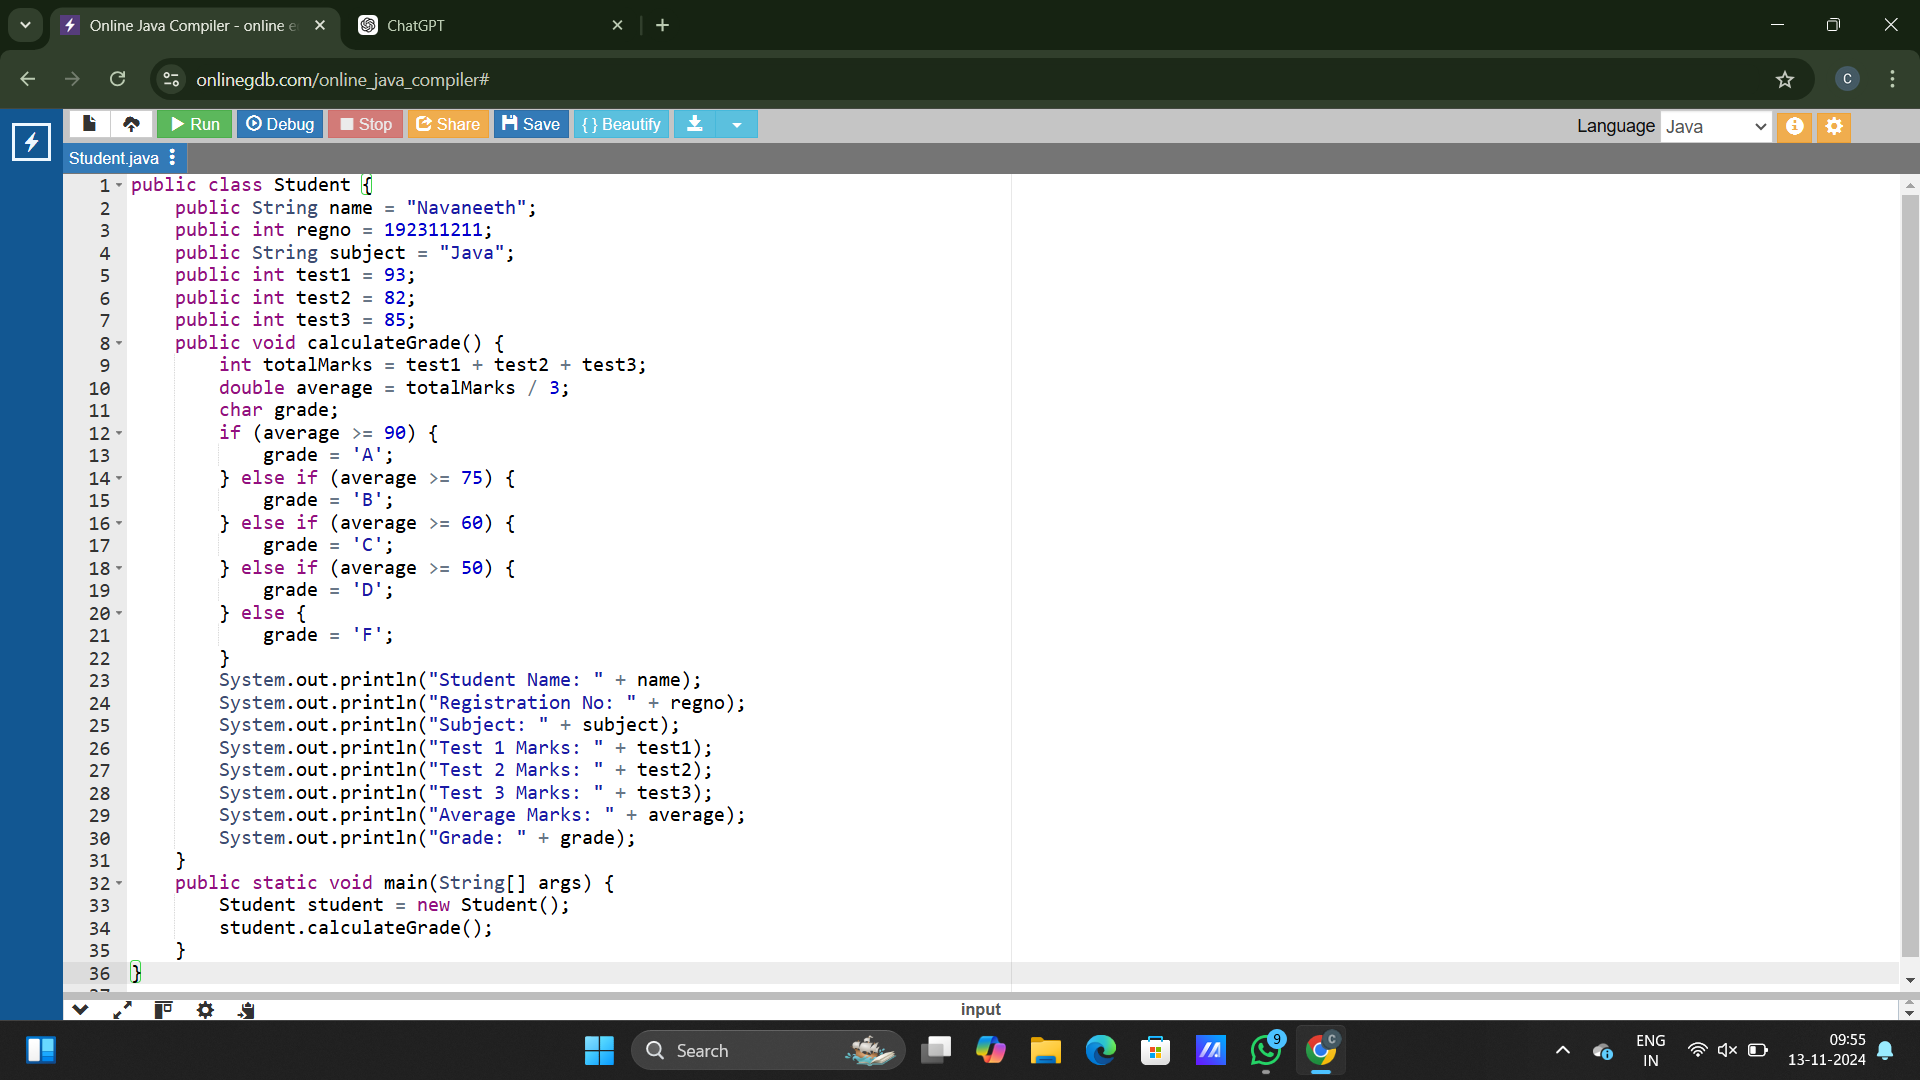 Online Java Compiler - online e
ChatGPT
onlinegdb.com/online_java_compiler#
C
Run
Debug
Stop
Share
Save
{ } Beautify
Language
Java
Student.java
1 public class Student {
2     public String name = "Navaneeth";
3     public int regno = 192311211;
4     public String subject = "Java";
5     public int test1 = 93;
6     public int test2 = 82;
7     public int test3 = 85;
8     public void calculateGrade() {
9         int totalMarks = test1 + test2 + test3;
10         double average = totalMarks / 3;
11         char grade;
12         if (average >= 90) {
13             grade = 'A';
14         } else if (average >= 75) {
15             grade = 'B';
16         } else if (average >= 60) {
17             grade = 'C';
18         } else if (average >= 50) {
19             grade = 'D';
20         } else {
21             grade = 'F';
22         }
23         System.out.println("Student Name: " + name);
24         System.out.println("Registration No: " + regno);
25         System.out.println("Subject: " + subject);
26         System.out.println("Test 1 Marks: " + test1);
27         System.out.println("Test 2 Marks: " + test2);
28         System.out.println("Test 3 Marks: " + test3);
29         System.out.println("Average Marks: " + average);
30         System.out.println("Grade: " + grade);
31     }
32     public static void main(String[] args) {
33         Student student = new Student();
34         student.calculateGrade();
35     }
36 }
input
Search
9
C
ENG
IN
09:55
13-11-2024